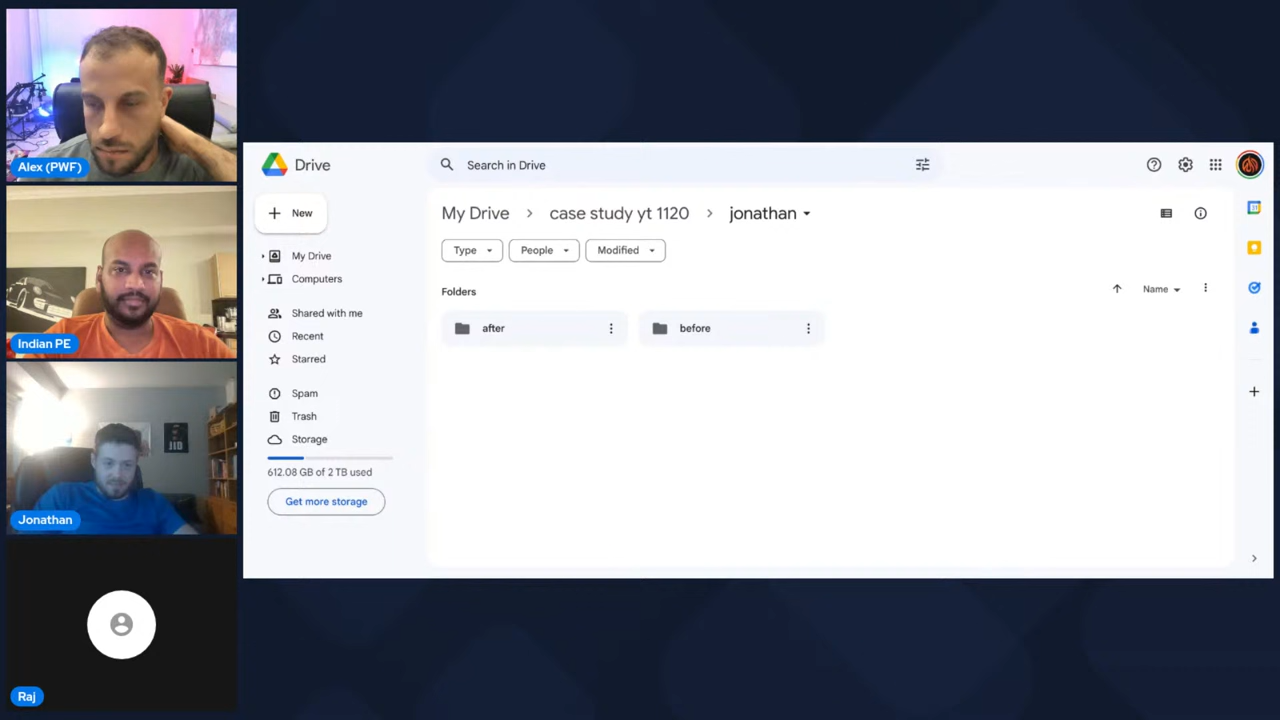 Alex (PWF)
Indian PE
Jonathan
Raj
Drive
Search in Drive
New
My Drive
Computers
Shared with me
Recent
Starred
Spam
Trash
Storage
612.08 GB of 2 TB used
Get more storage
My Drive
case study yt 1120
jonathan
Type
People
Modified
Folders
Name
after
before